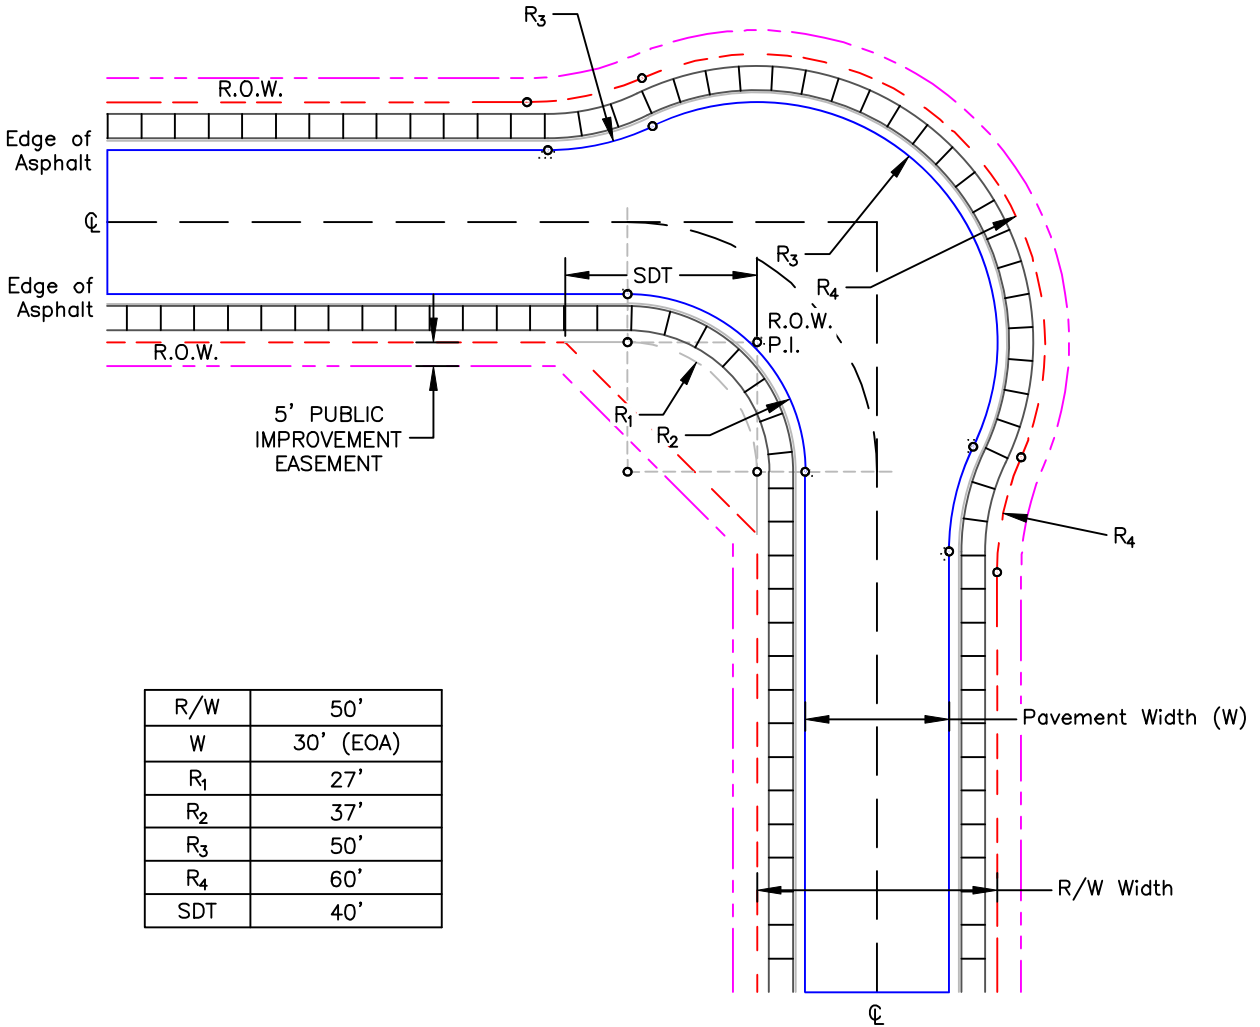 R3
R.O.W.
Edge of
Asphalt
℄
R3
SDT
R4
Edge of
Asphalt
R.O.W.
P.I.
R.O.W.
5' PUBLIC
IMPROVEMENT
EASEMENT
R1
R2
R4
R/W 50'
W 30' (EOA)
R1 27'
R2 37'
R3 50'
R4 60'
SDT 40'
Pavement Width (W)
R/W Width
℄